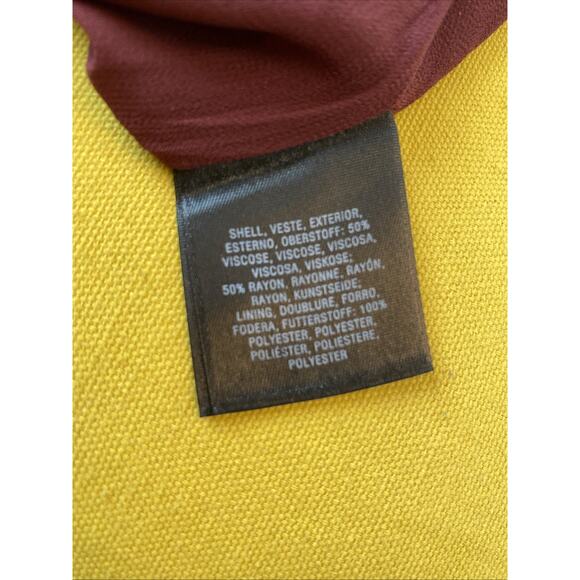 SHELL, VESTE, EXTERIOR,
ESTERNO, OBERSTOFF: 50%
VISCOSE, VISCOSE, VISCOSA,
VISCOSA, VISKOSE;
50% RAYON, RAYONNE, RAYÓN,
RAYON, KUNSTSEIDE;
LINING, DOUBLURE, FORRO,
FODERA, FUTTERSTOFF: 100%
POLYESTER, POLYESTER,
POLIÉSTER, POLIESTERE,
POLYESTER